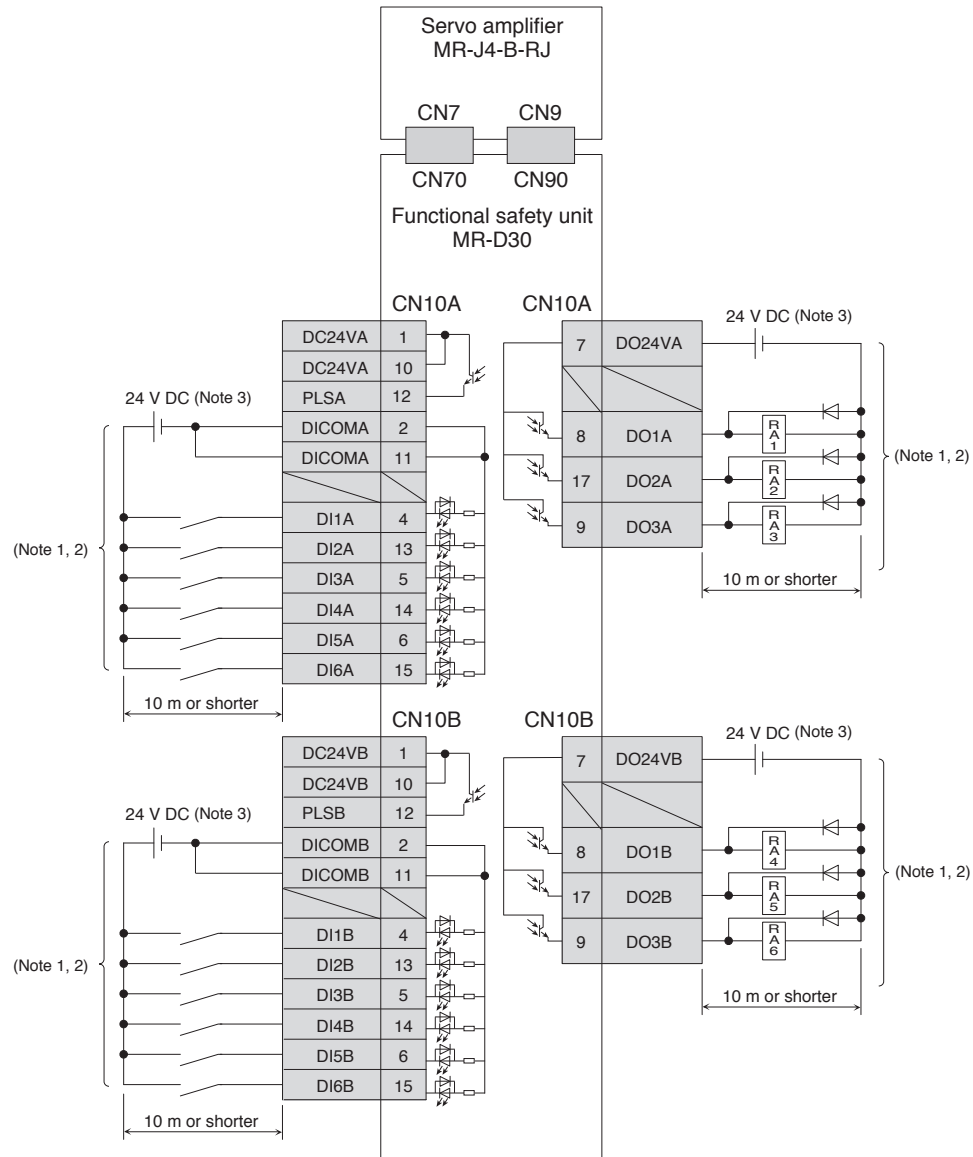 Servo amplifier
MR-J4-B-RJ
CN7 CN9
CN70 CN90
Functional safety unit
MR-D30
CN10A
DC24VA 1
DC24VA 10
PLSA 12
24 V DC (Note 3)
DICOMA 2
DICOMA 11
(Note 1, 2)
DI1A 4
DI2A 13
DI3A 5
DI4A 14
DI5A 6
DI6A 15
10 m or shorter
CN10A
24 V DC (Note 3)
7 DO24VA
8 DO1A
RA1
17 DO2A
RA2
9 DO3A
RA3
(Note 1, 2)
10 m or shorter
CN10B
DC24VB 1
DC24VB 10
PLSB 12
24 V DC (Note 3)
DICOMB 2
DICOMB 11
(Note 1, 2)
DI1B 4
DI2B 13
DI3B 5
DI4B 14
DI5B 6
DI6B 15
10 m or shorter
CN10B
24 V DC (Note 3)
7 DO24VB
8 DO1B
RA4
17 DO2B
RA5
9 DO3B
RA6
(Note 1, 2)
10 m or shorter